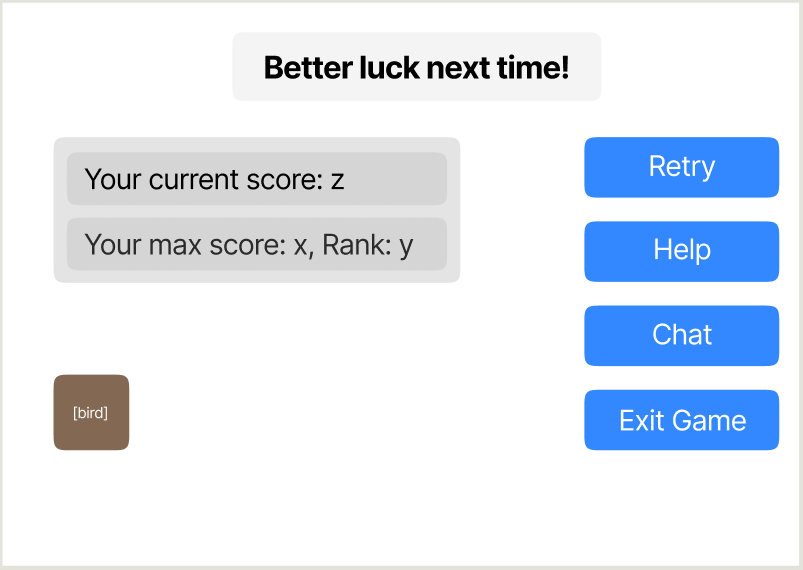 Better luck next time!
Your current score: z
Your max score: x, Rank: y
Retry
Help
Chat
Exit Game
[bird]